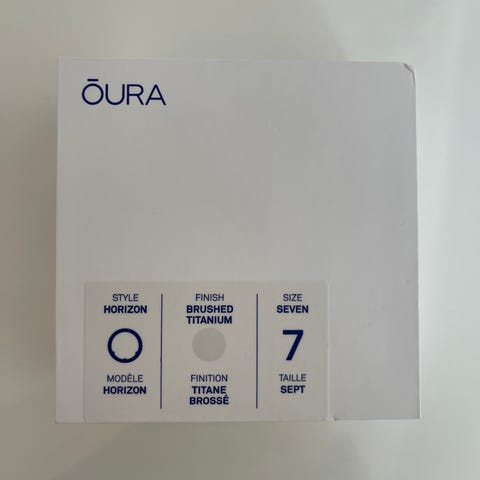 ŌURA
STYLE
HORIZON
MODÈLE
HORIZON
FINISH
BRUSHED
TITANIUM
FINITION
TITANE
BROSSÉ
SIZE
SEVEN
7
TAILLE
SEPT